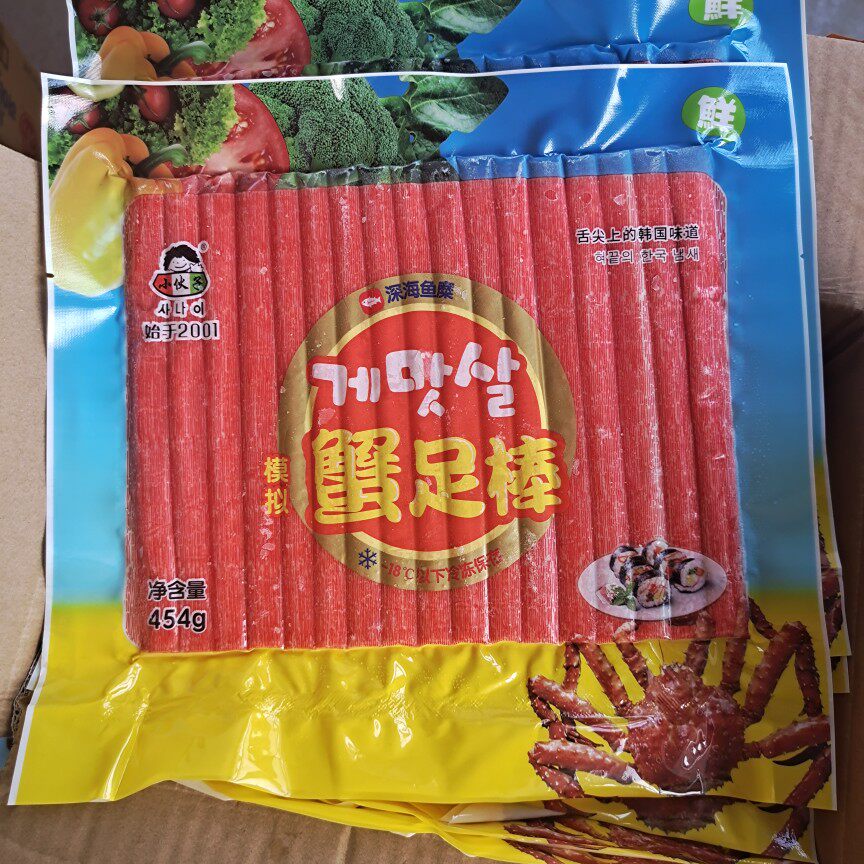 鮮
鮮
舌尖上的韩国味道
혀끝의 한국 냄새
®
小伙子
사나이
始于2001
深海鱼糜
게맛살
模拟
蟹足棒
-18℃以下冷冻保存
净含量
454g